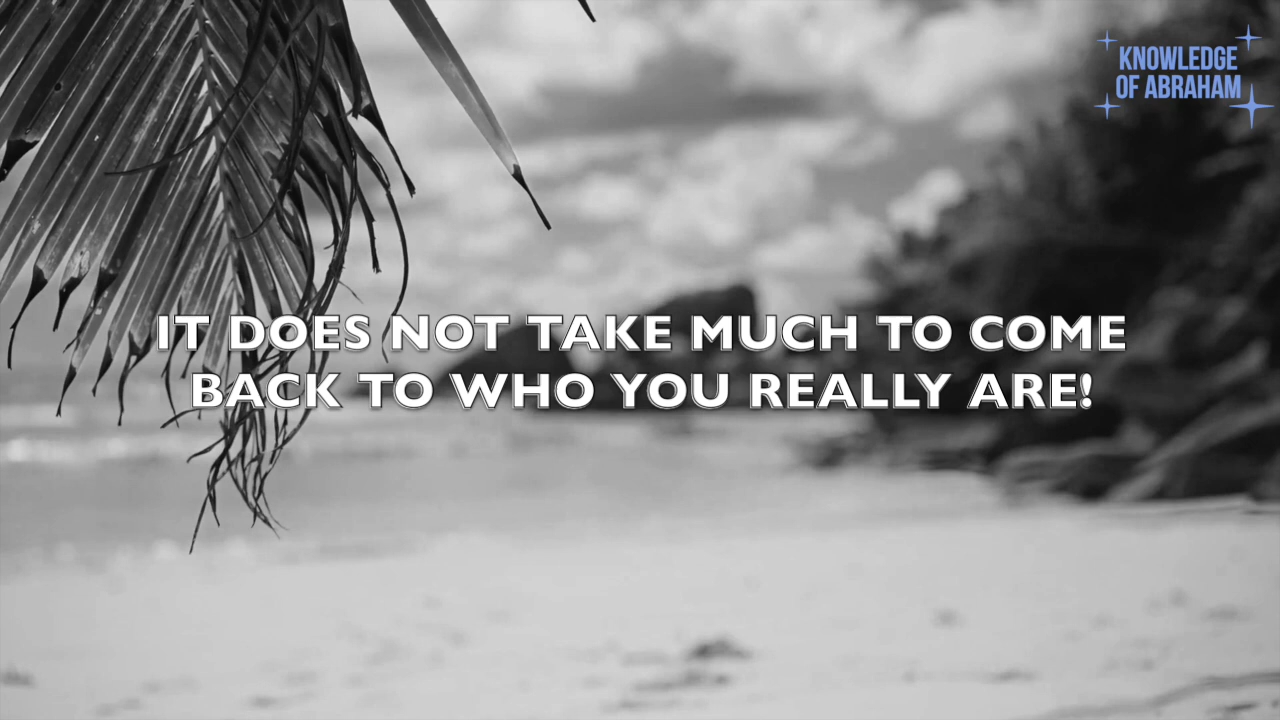 KNOWLEDGE
OF ABRAHAM
IT DOES NOT TAKE MUCH TO COME
BACK TO WHO YOU REALLY ARE!